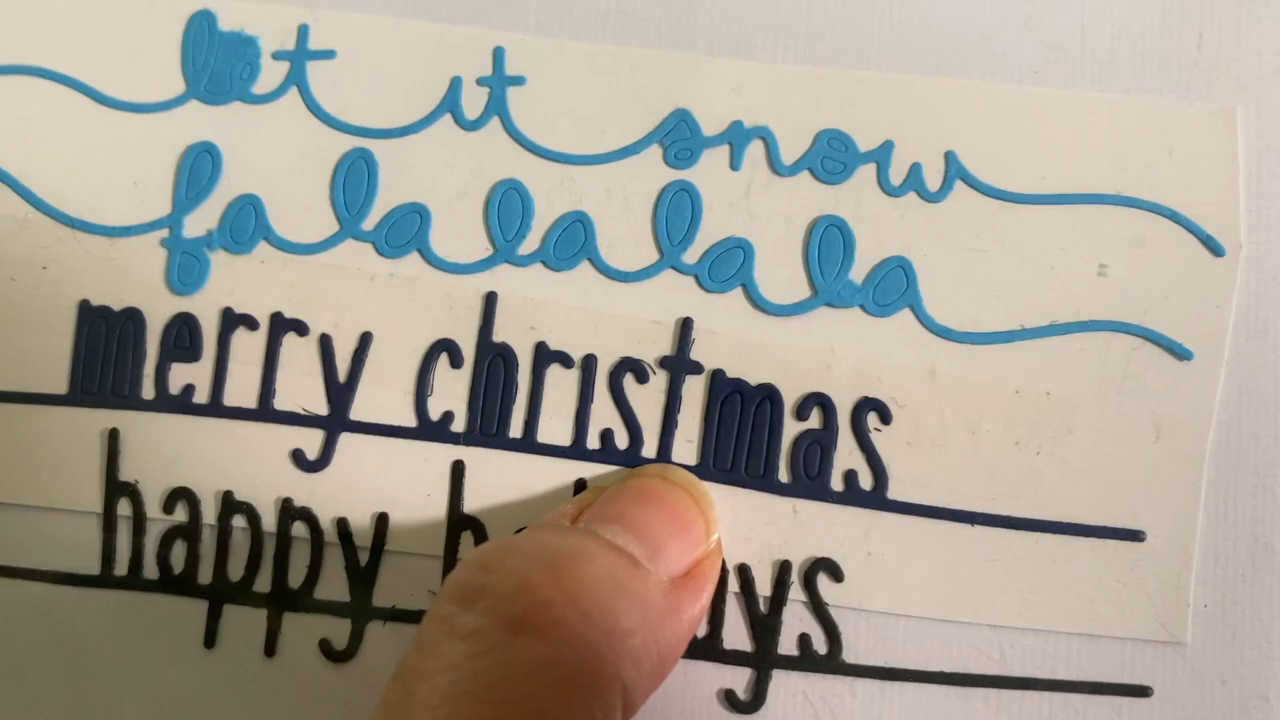 let it snow
falalalala
merry christmas
happy